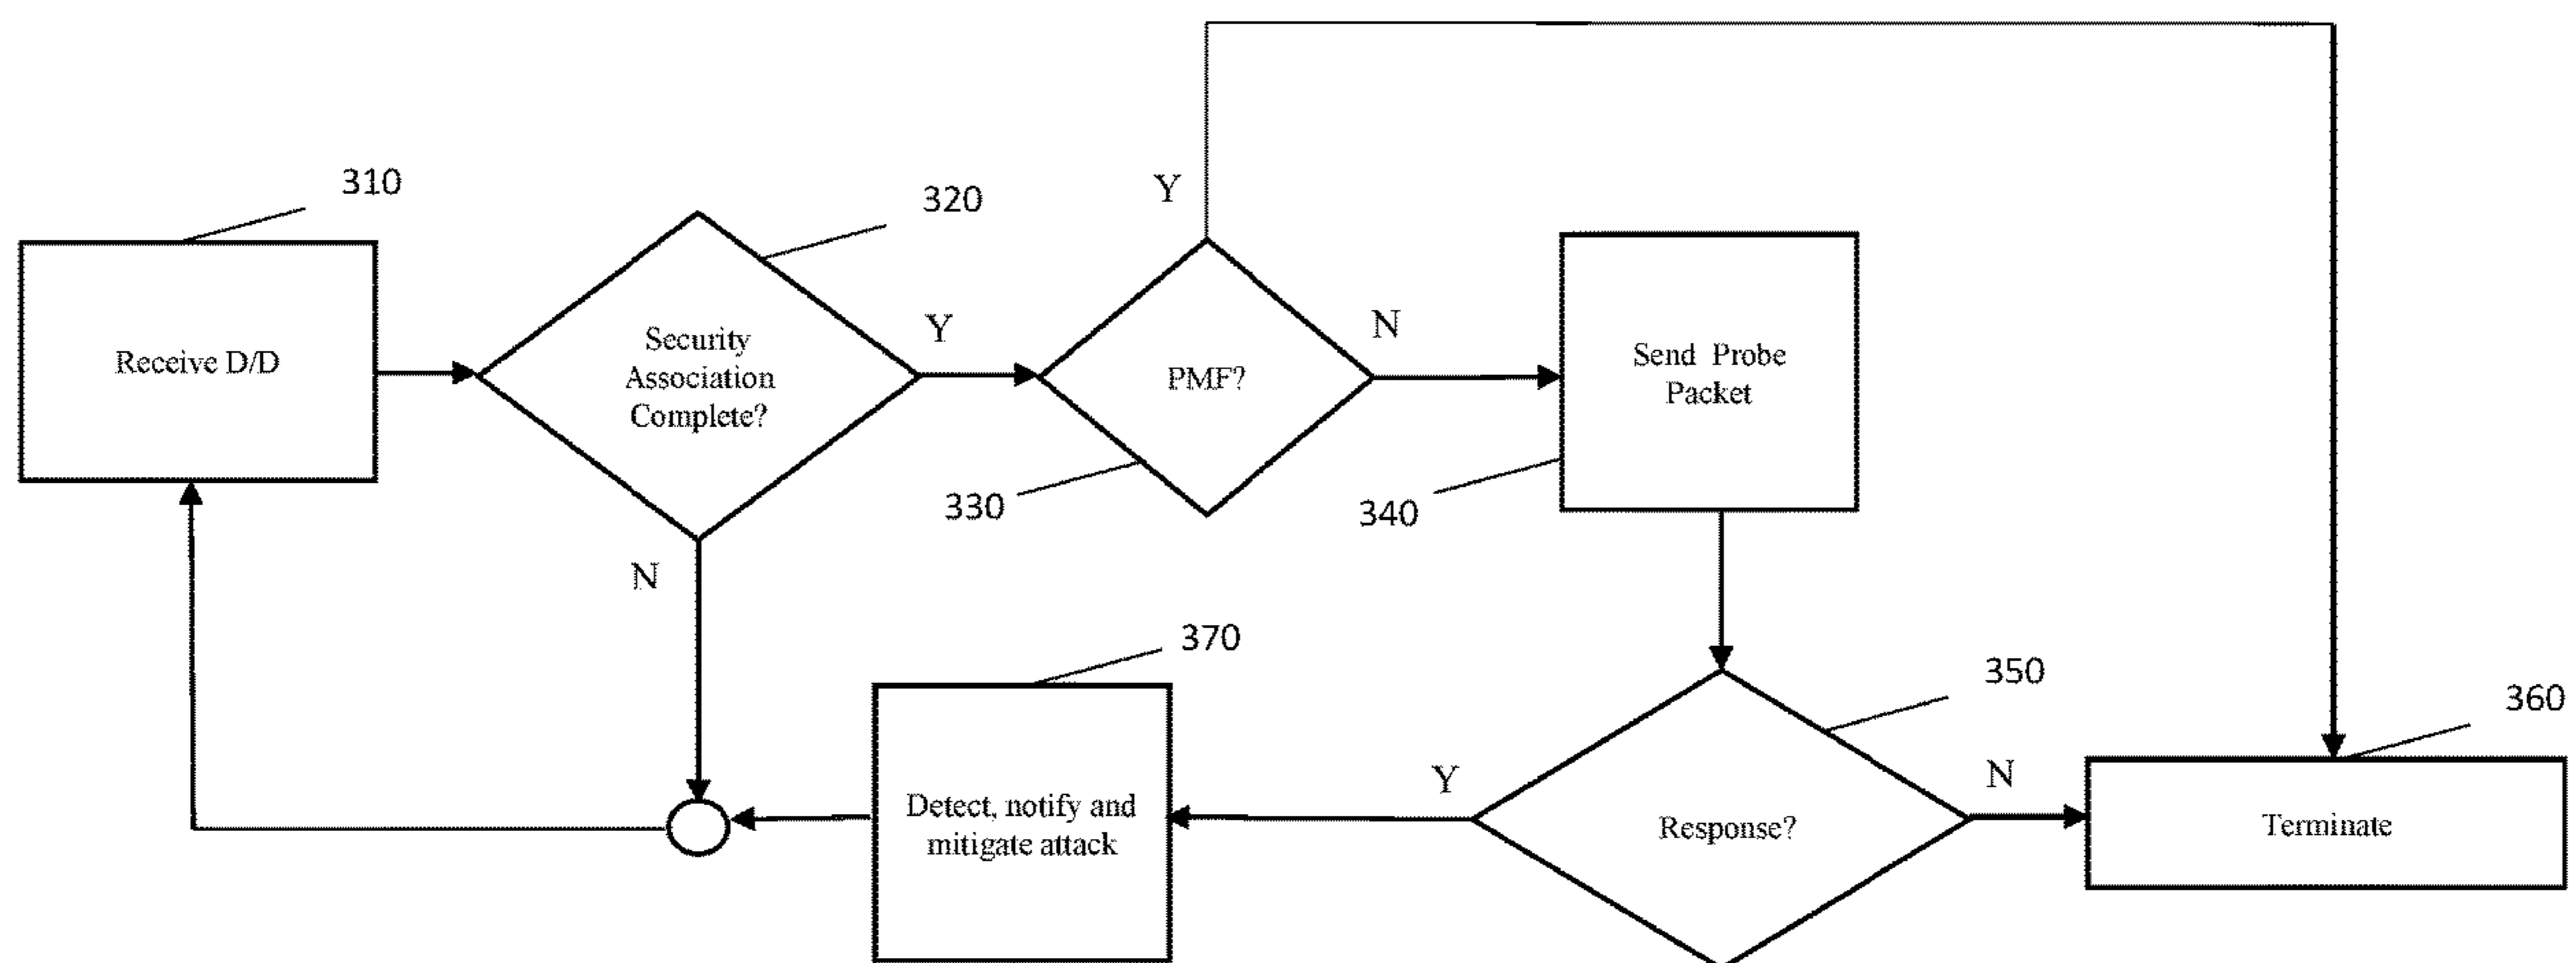 310
Receive D/D
320
Security
Association
Complete?
Y
N
330
PMF?
Y
N
340
Send Probe
Packet
350
Response?
Y
N
360
Terminate
370
Detect, notify and
mitigate attack